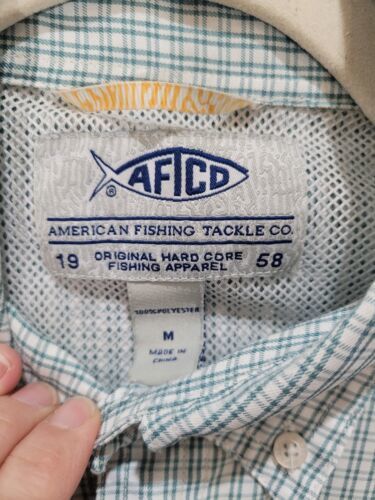 AFTCO
®
AMERICAN FISHING TACKLE CO.
19 ORIGINAL HARD CORE 58
FISHING APPAREL
100%POLYESTER
M
MADE IN
CHINA